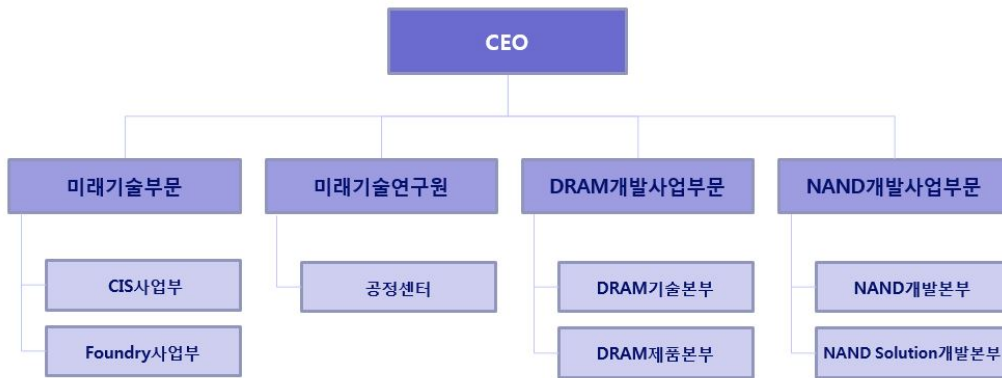 CEO
미래기술부문
미래기술연구원
DRAM개발사업부문
NAND개발사업부문
CIS사업부
공정센터
DRAM기술본부
NAND개발본부
Foundry사업부
DRAM제품본부
NAND Solution개발본부